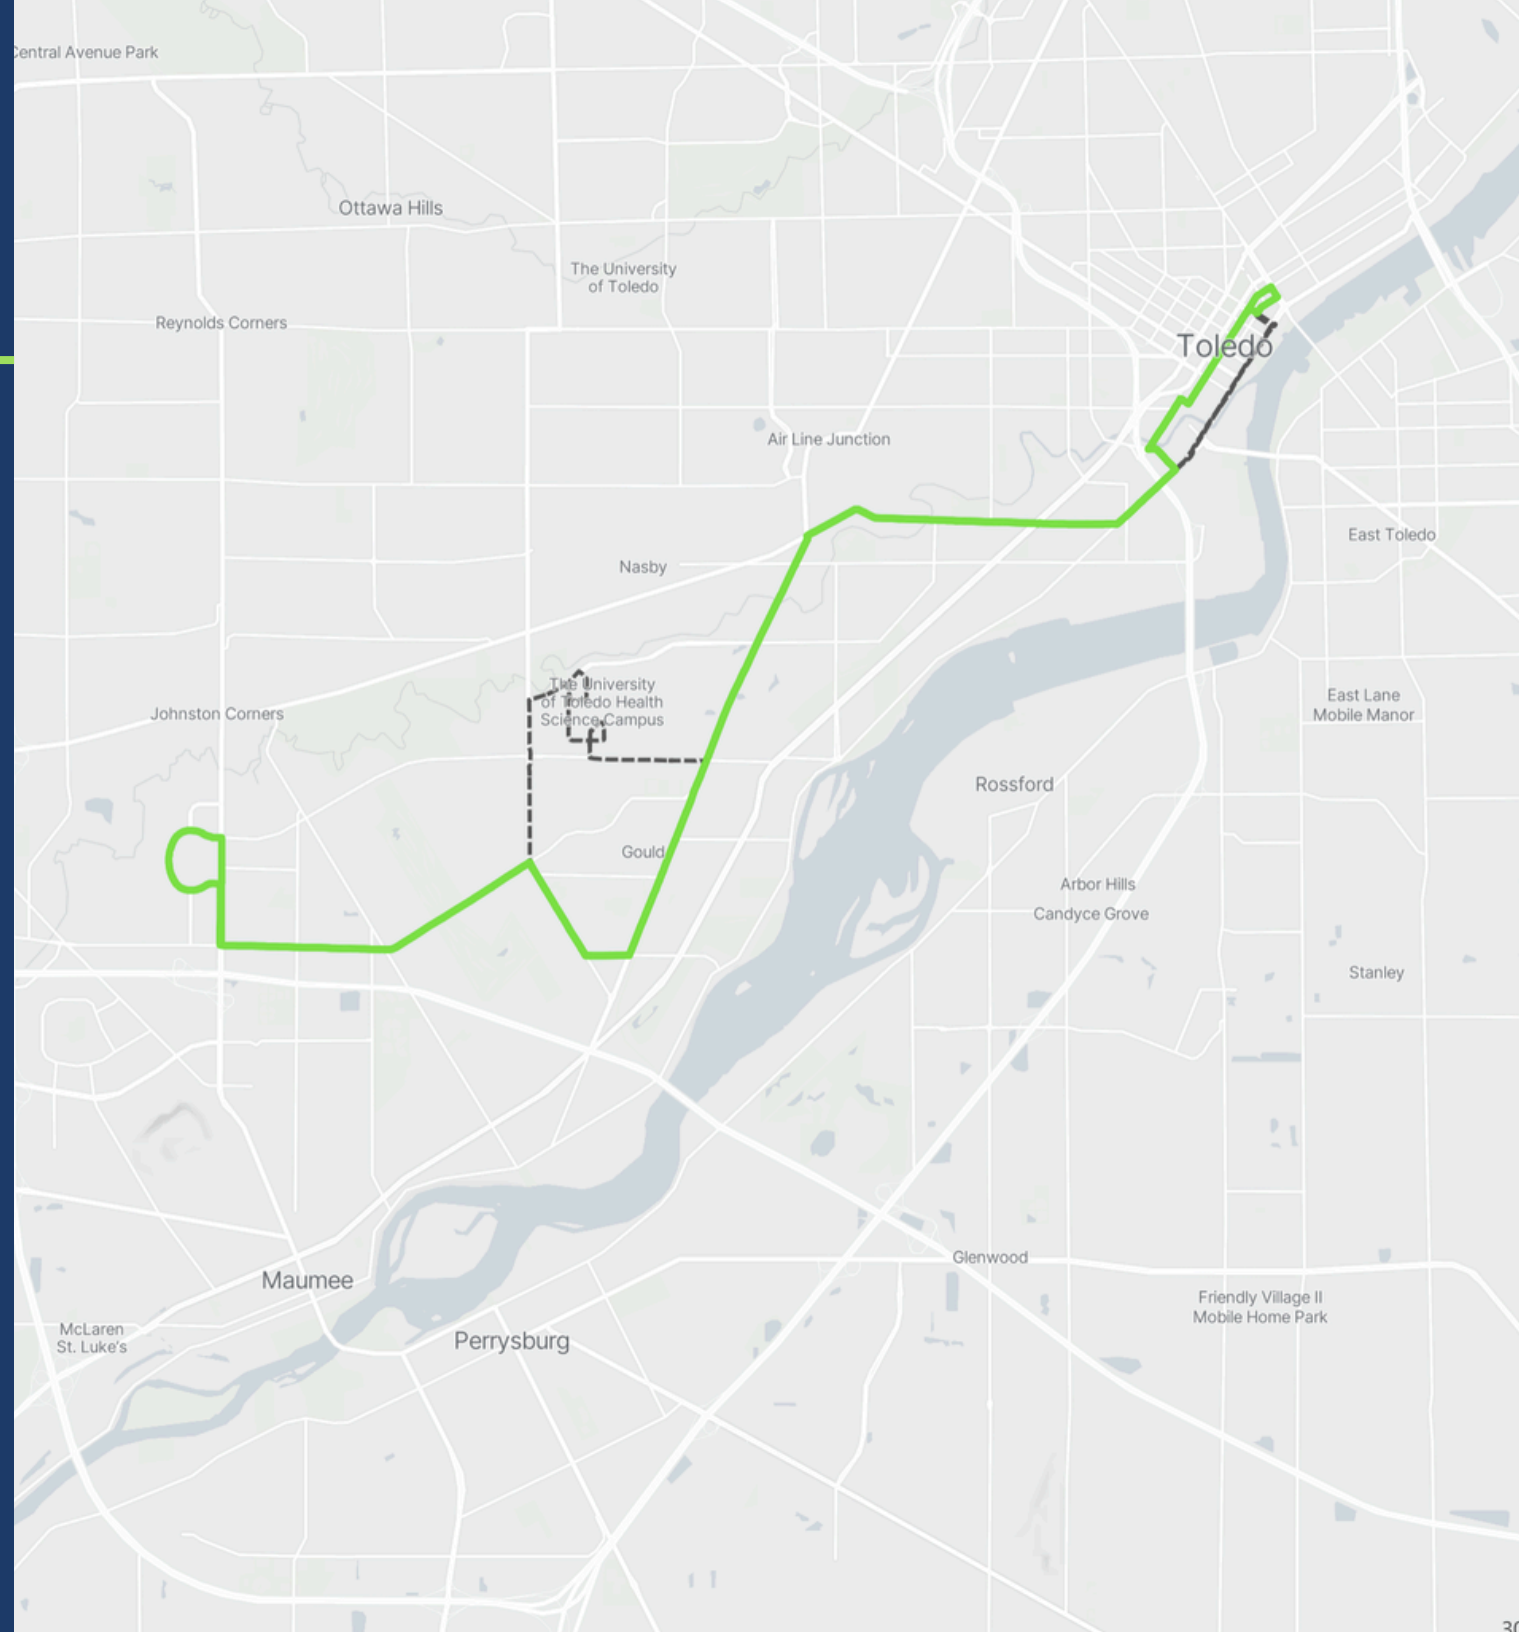 Central Avenue Park
Ottawa Hills
The University
of Toledo
Reynolds Corners
Toledo
Air Line Junction
East Toledo
Nasby
The University
of Toledo Health
Science Campus
Johnston Corners
East Lane
Mobile Manor
Rossford
Gould
Arbor Hills
Candyce Grove
Stanley
Glenwood
Maumee
Friendly Village II
Mobile Home Park
McLaren
St. Luke's
Perrysburg